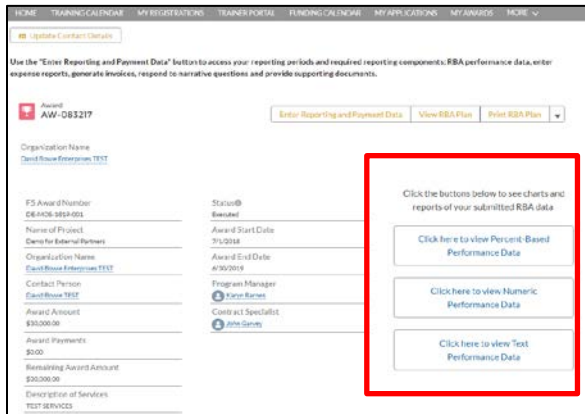 HOME TRAINING CALENDAR MY REGISTRATIONS TRAINER PORTAL FUNDING CALENDAR MY APPLICATIONS MY AWARDS MORE
Update Contact Details
Use the "Enter Reporting and Payment Data" button to access your reporting periods and required reporting components: RBA performance data, enter
expense reports, generate invoices, respond to narrative questions and provide supporting documents.
Award
AW-083217
Enter Reporting and Payment Data View RBA Plan Print RBA Plan
Organization Name
David Bowe Enterprises TEST
Click the buttons below to see charts and
reports of your submitted RBA data
FS Award Number Status
DB-MOS-1819-001 Executed
Name of Project Award Start Date
Demo for External Partners 7/1/2018
Click here to view Percent-Based
Performance Data
Organization Name Award End Date
David Bowe Enterprises TEST 6/30/2019
Contact Person Program Manager
David Bowe TEST Karyn Barnes
Click here to view Numeric
Performance Data
Award Amount Contract Specialist
$30,000.00 John Garvey
Award Payments
$0.00
Click here to view Text
Performance Data
Remaining Award Amount
$30,000.00
Description of Services
TEST SERVICES